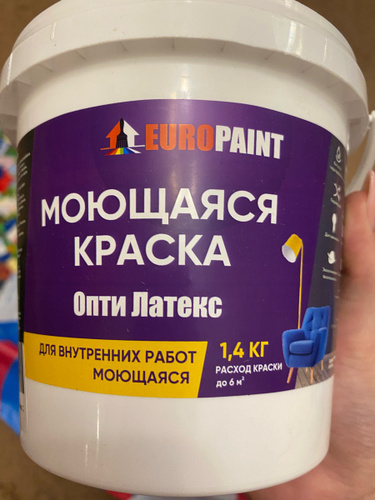 EUROPAINT
МОЮЩАЯСЯ
КРАСКА
Опти Латекс
ДЛЯ ВНУТРЕННИХ РАБОТ
МОЮЩАЯСЯ
1,4 КГ
РАСХОД КРАСКИ
до 6 м²